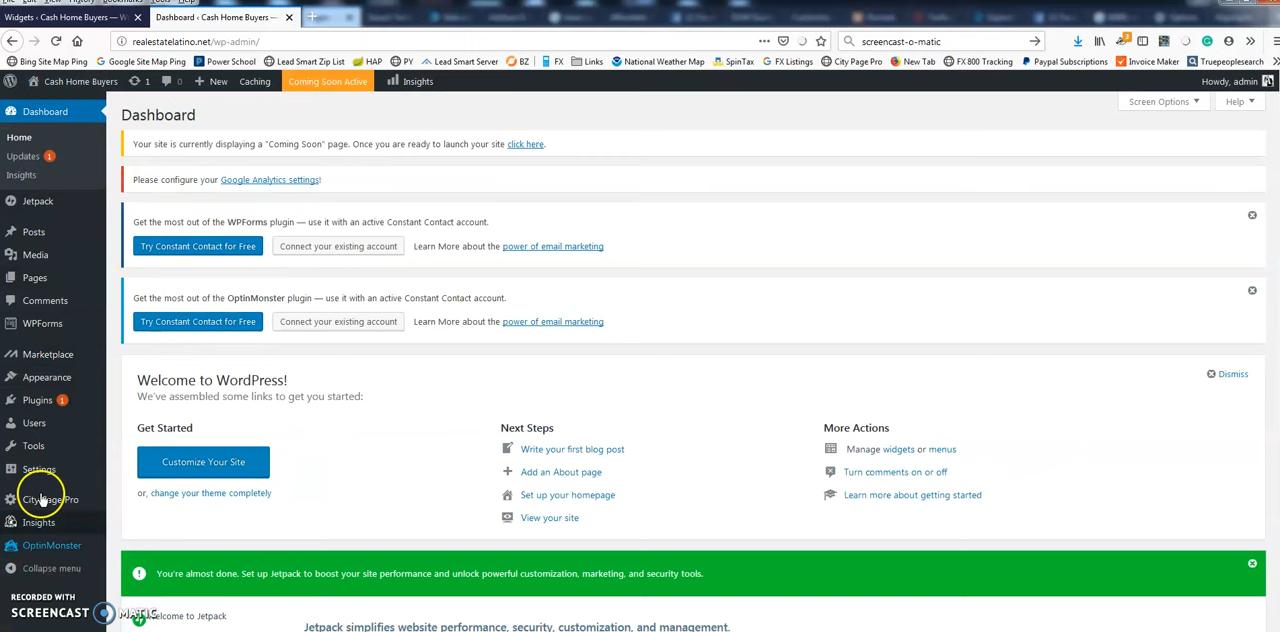 File Edit View History Bookmarks Tools Help
Widgets ‹ Cash Home Buyers — W
Dashboard ‹ Cash Home Buyers —
realestatelatino.net/wp-admin/
screencast-o-matic
Bing Site Map Ping Google Site Map Ping Power School Lead Smart Zip List HAP PY Lead Smart Server BZ FX Links National Weather Map SpinTax FX Listings City Page Pro New Tab FX 800 Tracking Paypal Subscriptions Invoice Maker Truepeoplesearch
Cash Home Buyers 1 0 New Caching Coming Soon Active Insights Howdy, admin
Screen Options Help
Dashboard
Home
Updates 1
Insights
Jetpack
Posts
Media
Pages
Comments
WPForms
Marketplace
Appearance
Plugins 1
Users
Tools
Settings
City Page Pro
Insights
OptinMonster
Collapse menu
RECORDED WITH
SCREENCAST MATIC
Dashboard
Your site is currently displaying a "Coming Soon" page. Once you are ready to launch your site click here.
Please configure your Google Analytics settings!
Get the most out of the WPForms plugin — use it with an active Constant Contact account.
Try Constant Contact for Free Connect your existing account Learn More about the power of email marketing
Get the most out of the OptinMonster plugin — use it with an active Constant Contact account.
Try Constant Contact for Free Connect your existing account Learn More about the power of email marketing
Welcome to WordPress!
Dismiss
We've assembled some links to get you started:
Get Started
Customize Your Site
or, change your theme completely
Next Steps
Write your first blog post
Add an About page
Set up your homepage
View your site
More Actions
Manage widgets or menus
Turn comments on or off
Learn more about getting started
You're almost done. Set up Jetpack to boost your site performance and unlock powerful customization, marketing, and security tools.
Welcome to Jetpack
Jetpack simplifies website performance, security, customization, and management.